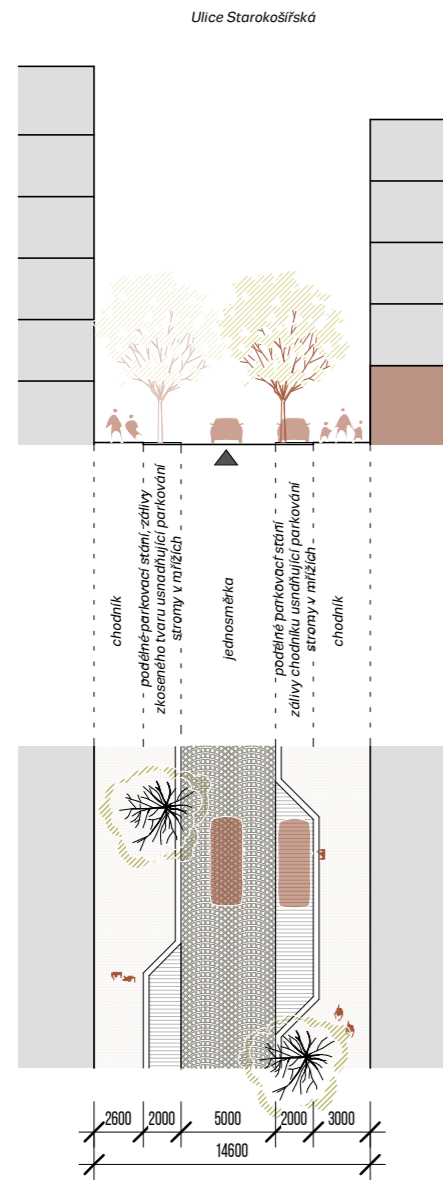 Ulice Starokošířská
chodník
podélné parkovací stání, zálivy
zkoseného tvaru usnadňující parkování
stromy v mřížích
jednosměrka
podélné parkovací stání
zálivy chodníku usndňující parkování
stromy v mřížích
chodník
2600 2000 5000 2000 3000
14600